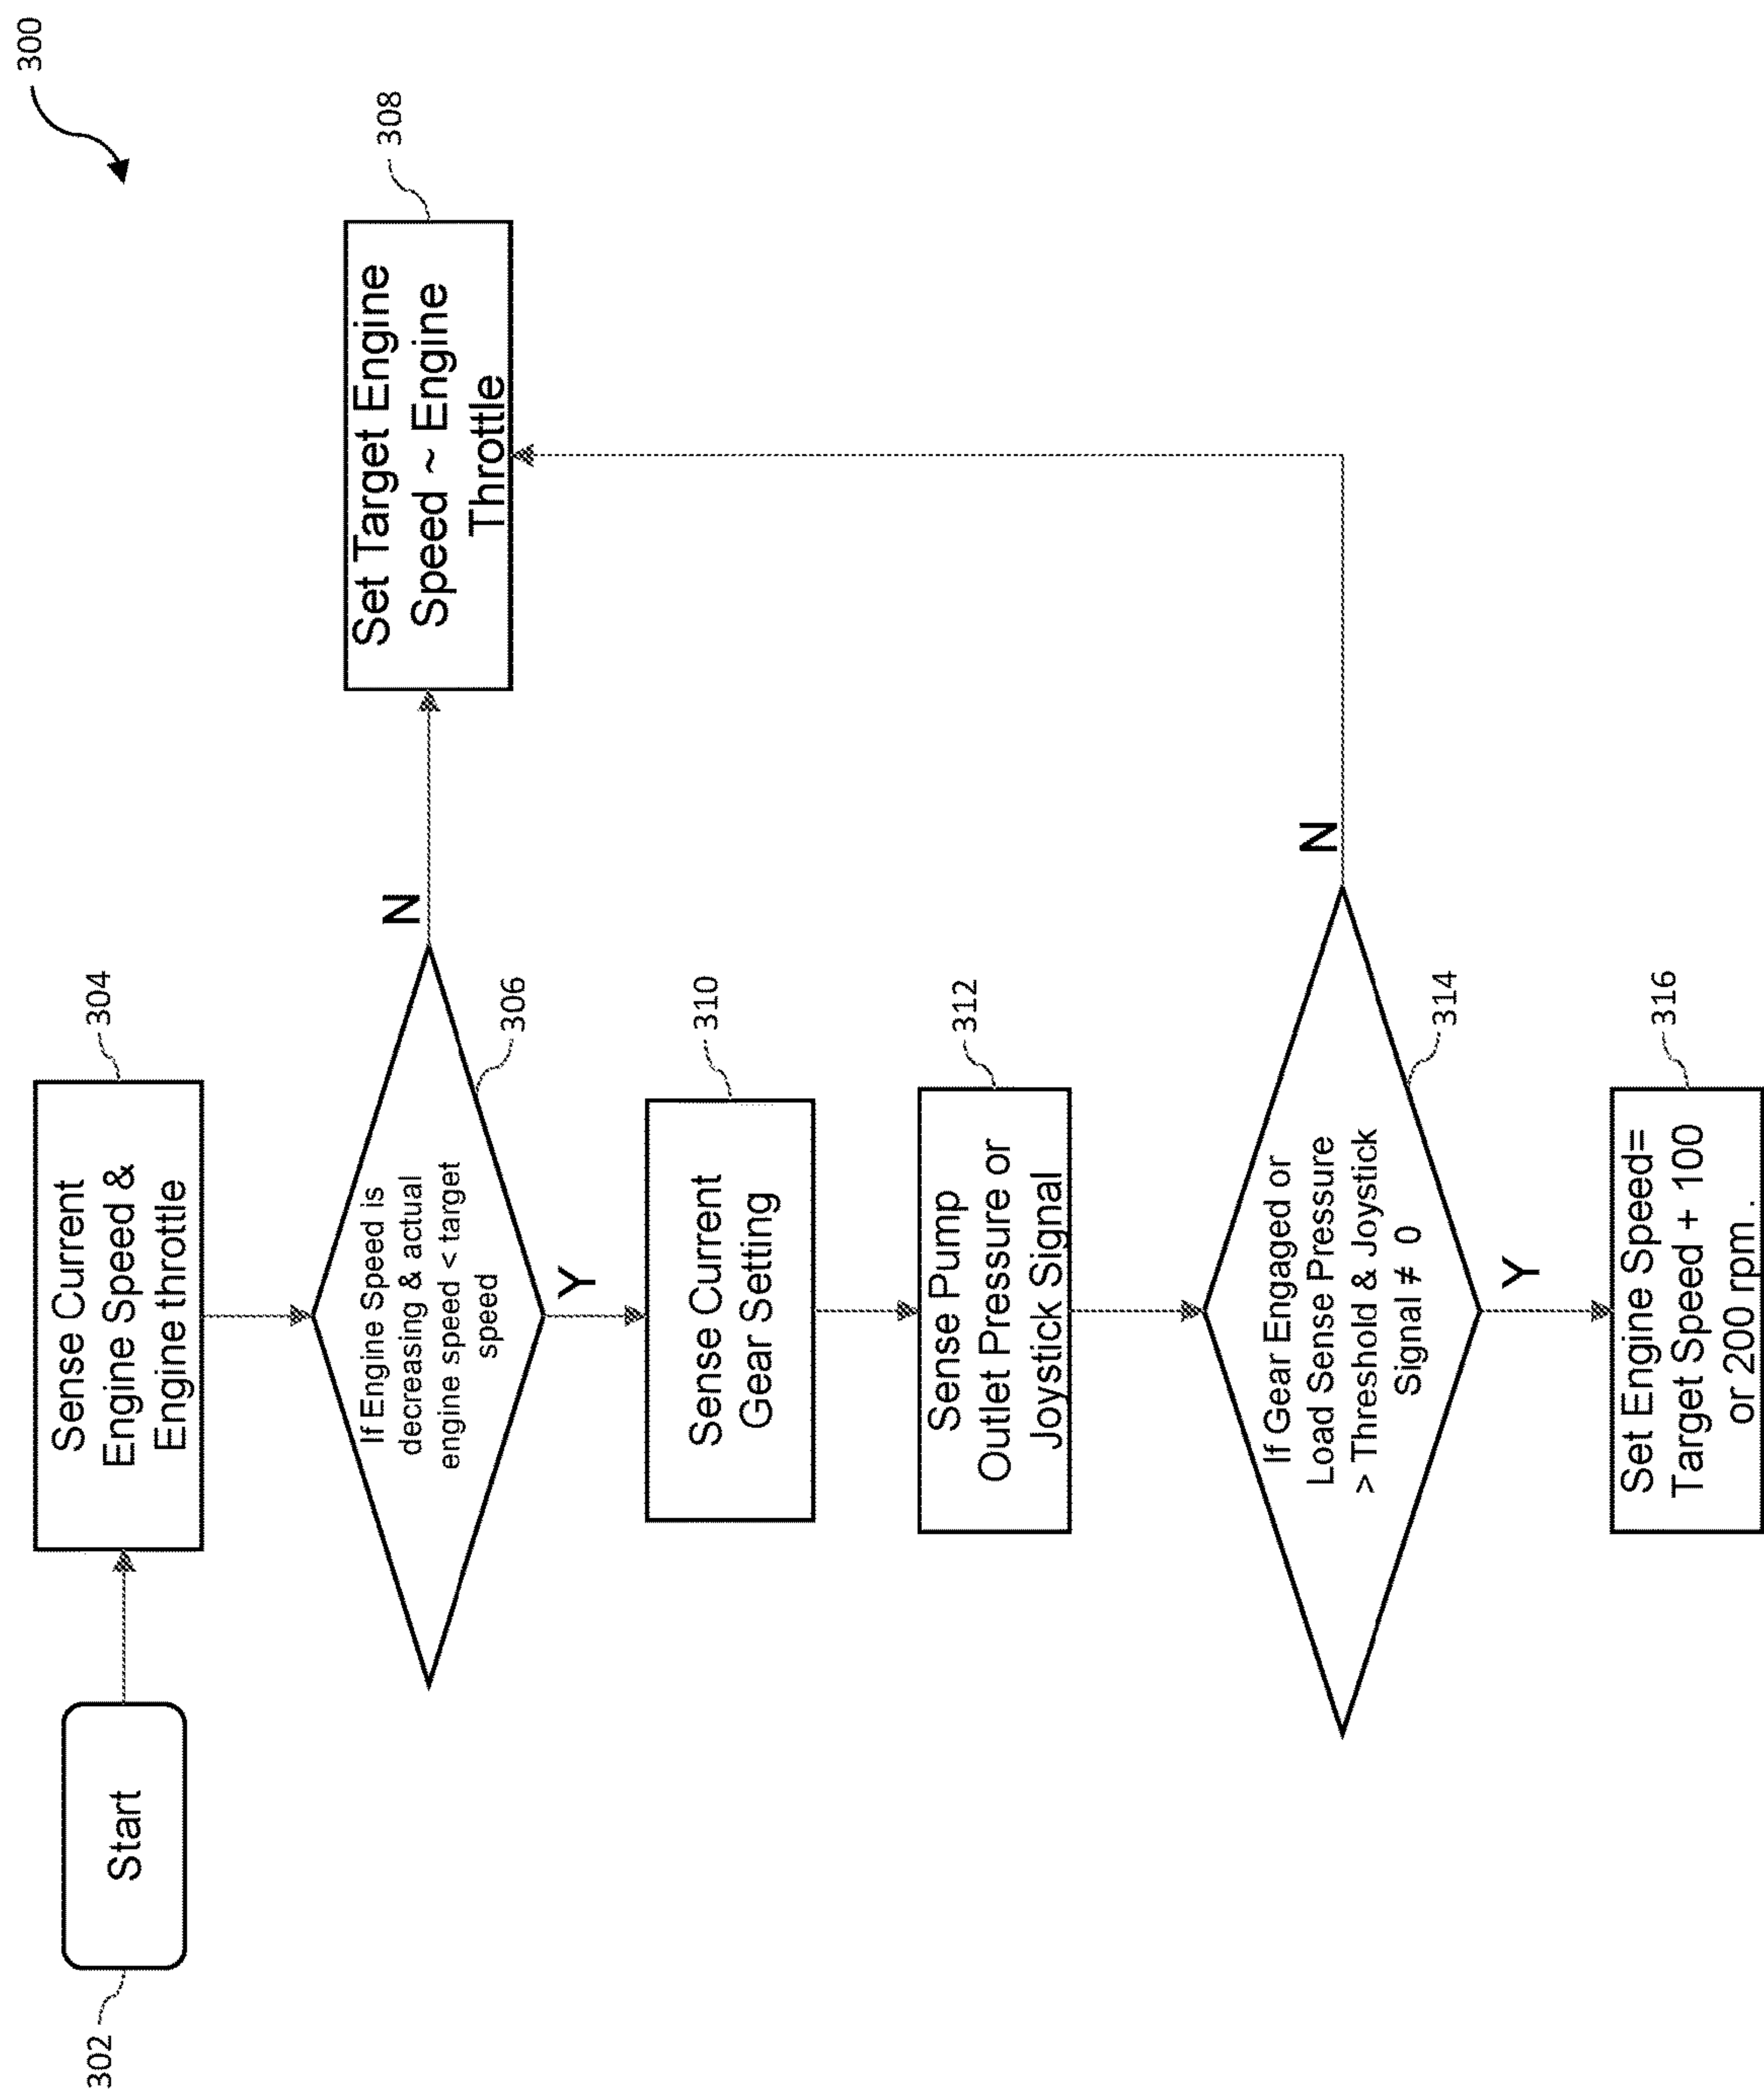 300
302
Start
304
Sense Current
Engine Speed &
Engine throttle
306
If Engine Speed is
decreasing & actual
engine speed < target
speed
N
308
Set Target Engine
Speed ~ Engine
Throttle
Y
310
Sense Current
Gear Setting
312
Sense Pump
Outlet Pressure or
Joystick Signal
314
If Gear Engaged or
Load Sense Pressure
> Threshold & Joystick
Signal ≠ 0
N
Y
316
Set Engine Speed=
Target Speed + 100
or 200 rpm.